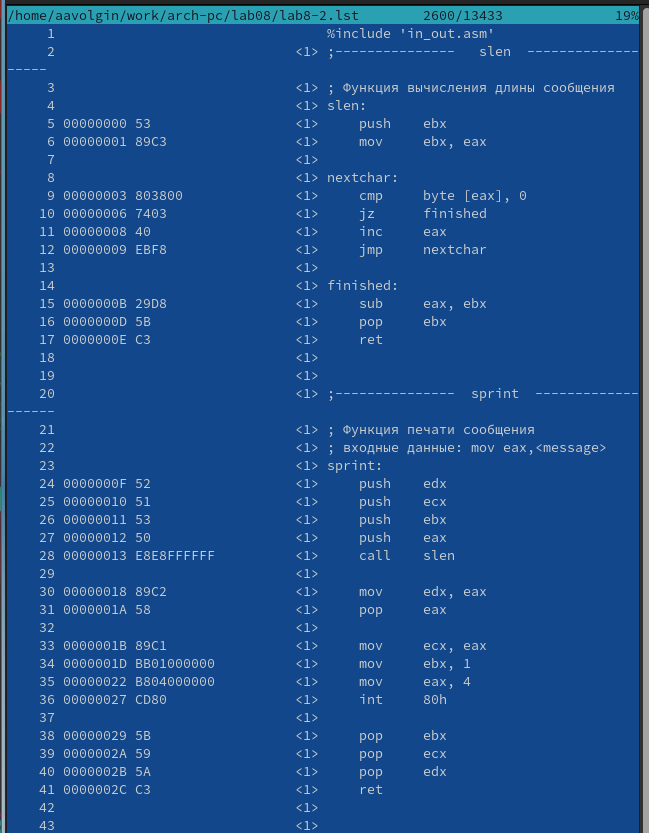 /home/aavolgin/work/arch-pc/lab08/lab8-2.lst 2600/13433 19%
1 %include 'in_out.asm'
2 <1> ;--------------- slen --------------
-----
3 <1> ; Функция вычисления длины сообщения
4 <1> slen:
5 00000000 53 <1> push ebx
6 00000001 89C3 <1> mov ebx, eax
7 <1>
8 <1> nextchar:
9 00000003 803800 <1> cmp byte [eax], 0
10 00000006 7403 <1> jz finished
11 00000008 40 <1> inc eax
12 00000009 EBF8 <1> jmp nextchar
13 <1>
14 <1> finished:
15 0000000B 29D8 <1> sub eax, ebx
16 0000000D 5B <1> pop ebx
17 0000000E C3 <1> ret
18 <1>
19 <1>
20 <1> ;--------------- sprint -------------
------
21 <1> ; Функция печати сообщения
22 <1> ; входные данные: mov eax,<message>
23 <1> sprint:
24 0000000F 52 <1> push edx
25 00000010 51 <1> push ecx
26 00000011 53 <1> push ebx
27 00000012 50 <1> push eax
28 00000013 E8E8FFFFFF <1> call slen
29 <1>
30 00000018 89C2 <1> mov edx, eax
31 0000001A 58 <1> pop eax
32 <1>
33 0000001B 89C1 <1> mov ecx, eax
34 0000001D BB01000000 <1> mov ebx, 1
35 00000022 B804000000 <1> mov eax, 4
36 00000027 CD80 <1> int 80h
37 <1>
38 00000029 5B <1> pop ebx
39 0000002A 59 <1> pop ecx
40 0000002B 5A <1> pop edx
41 0000002C C3 <1> ret
42 <1>
43 <1>